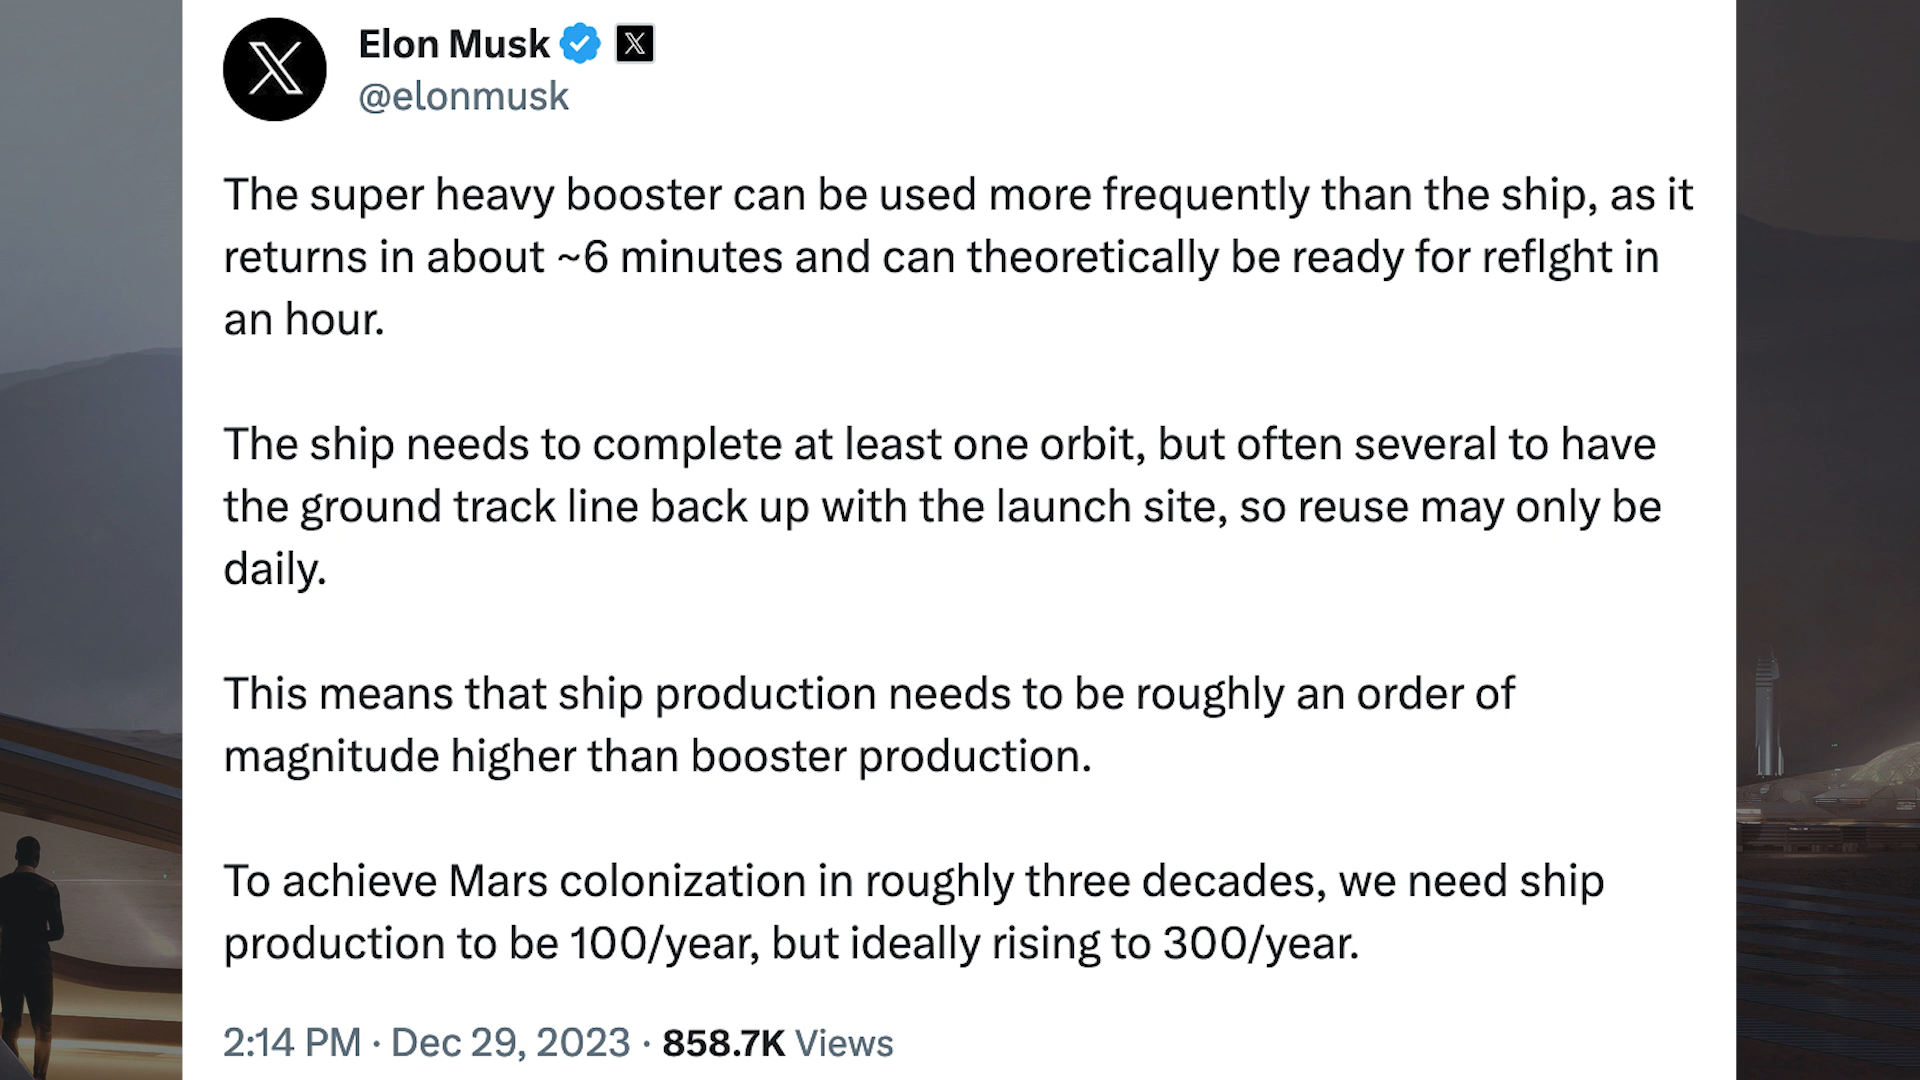 Elon Musk
@elonmusk
The super heavy booster can be used more frequently than the ship, as it
returns in about ~6 minutes and can theoretically be ready for reflght in
an hour.
The ship needs to complete at least one orbit, but often several to have
the ground track line back up with the launch site, so reuse may only be
daily.
This means that ship production needs to be roughly an order of
magnitude higher than booster production.
To achieve Mars colonization in roughly three decades, we need ship
production to be 100/year, but ideally rising to 300/year.
2:14 PM · Dec 29, 2023 · 858.7K Views